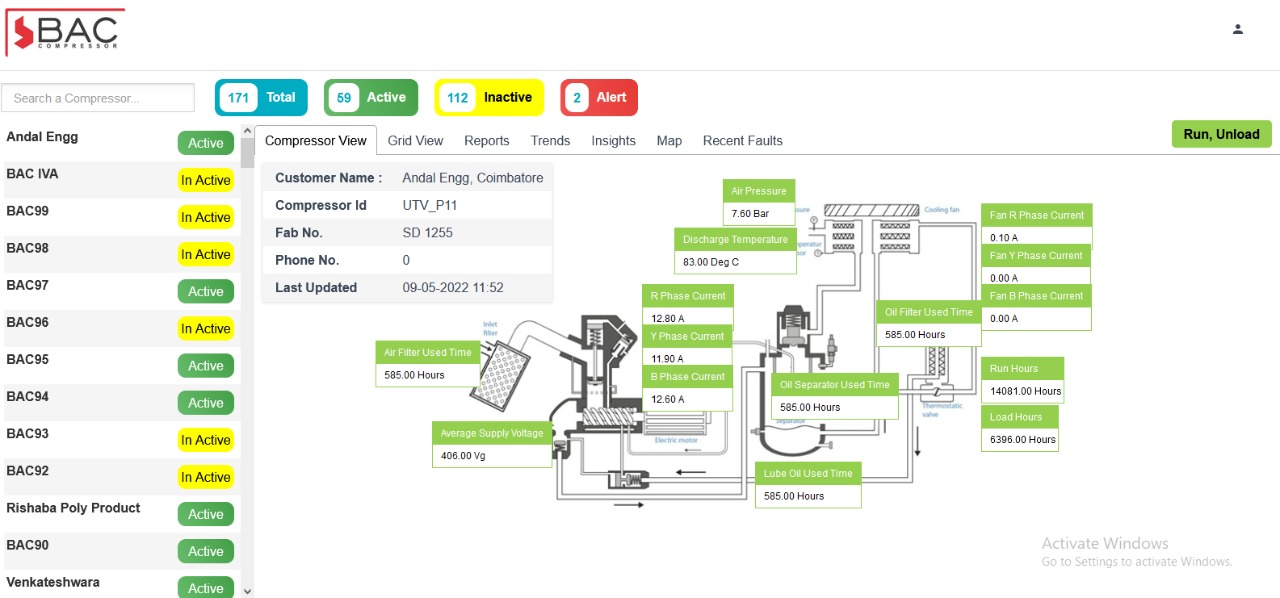 BAC
COMPRESSOR
Search a Compressor...
171 Total
59 Active
112 Inactive
2 Alert
Andal Engg Active
BAC IVA In Active
BAC99 In Active
BAC98 In Active
BAC97 Active
BAC96 In Active
BAC95 Active
BAC94 Active
BAC93 In Active
BAC92 In Active
Rishaba Poly Product Active
BAC90 Active
Venkateshwara Active
Compressor View Grid View Reports Trends Insights Map Recent Faults
Run, Unload
Customer Name : Andal Engg, Coimbatore
Compressor Id UTV_P11
Fab No. SD 1255
Phone No. 0
Last Updated 09-05-2022 11:52
Air Pressure
7.60 Bar
Discharge Temperature
83.00 Deg C
Cooling fan
Fan R Phase Current
0.10 A
Fan Y Phase Current
0.00 A
Fan B Phase Current
0.00 A
R Phase Current
12.80 A
Y Phase Current
11.90 A
B Phase Current
12.60 A
Oil Filter Used Time
585.00 Hours
Inlet
filter
Air Filter Used Time
585.00 Hours
Oil Separator Used Time
585.00 Hours
separator
Run Hours
14081.00 Hours
Load Hours
6396.00 Hours
Thermostatic
valve
Average Supply Voltage
406.00 Vg
Electric motor
Lube Oil Used Time
585.00 Hours
Activate Windows
Go to Settings to activate Windows.